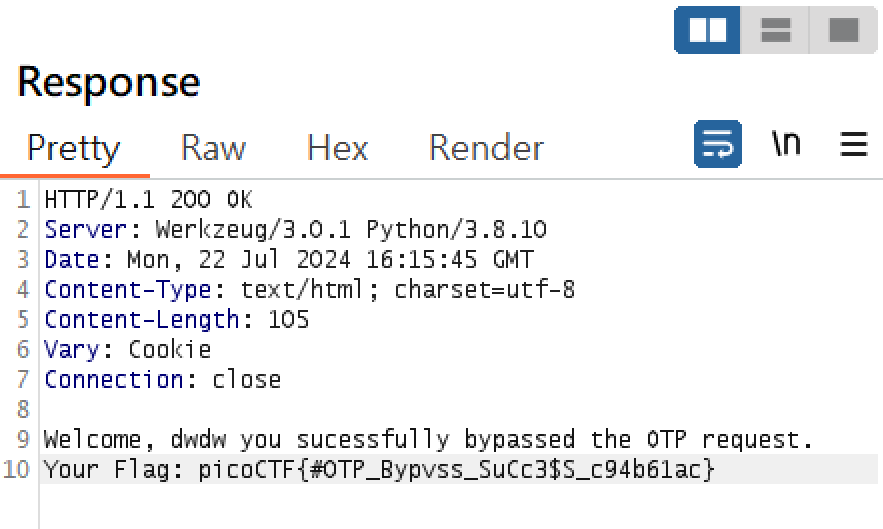 Response
Pretty Raw Hex Render \n
1 HTTP/1.1 200 OK
2 Server: Werkzeug/3.0.1 Python/3.8.10
3 Date: Mon, 22 Jul 2024 16:15:45 GMT
4 Content-Type: text/html; charset=utf-8
5 Content-Length: 105
6 Vary: Cookie
7 Connection: close
8
9 Welcome, dwdw you sucessfully bypassed the OTP request.
10 Your Flag: picoCTF{#OTP_Bypvss_SuCc3$S_c94b61ac}